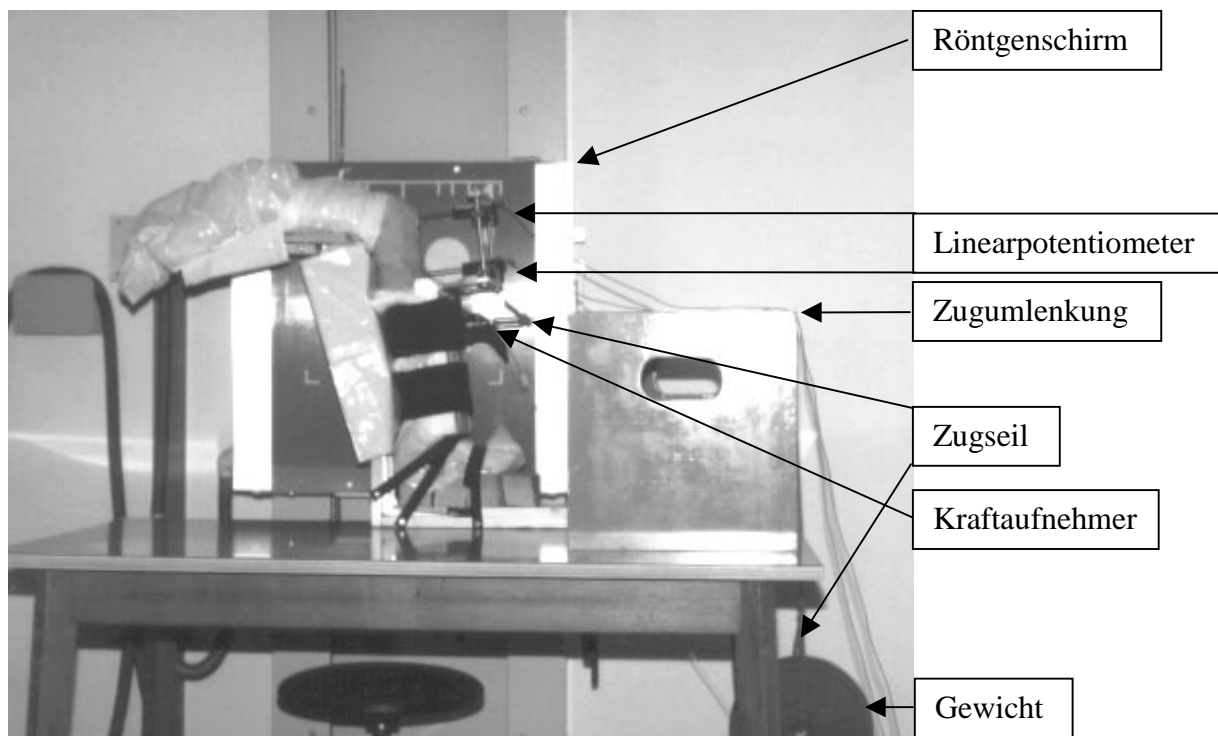 Röntgenschirm
Linearpotentiometer
Zugumlenkung
Zugseil
Kraftaufnehmer
Gewicht